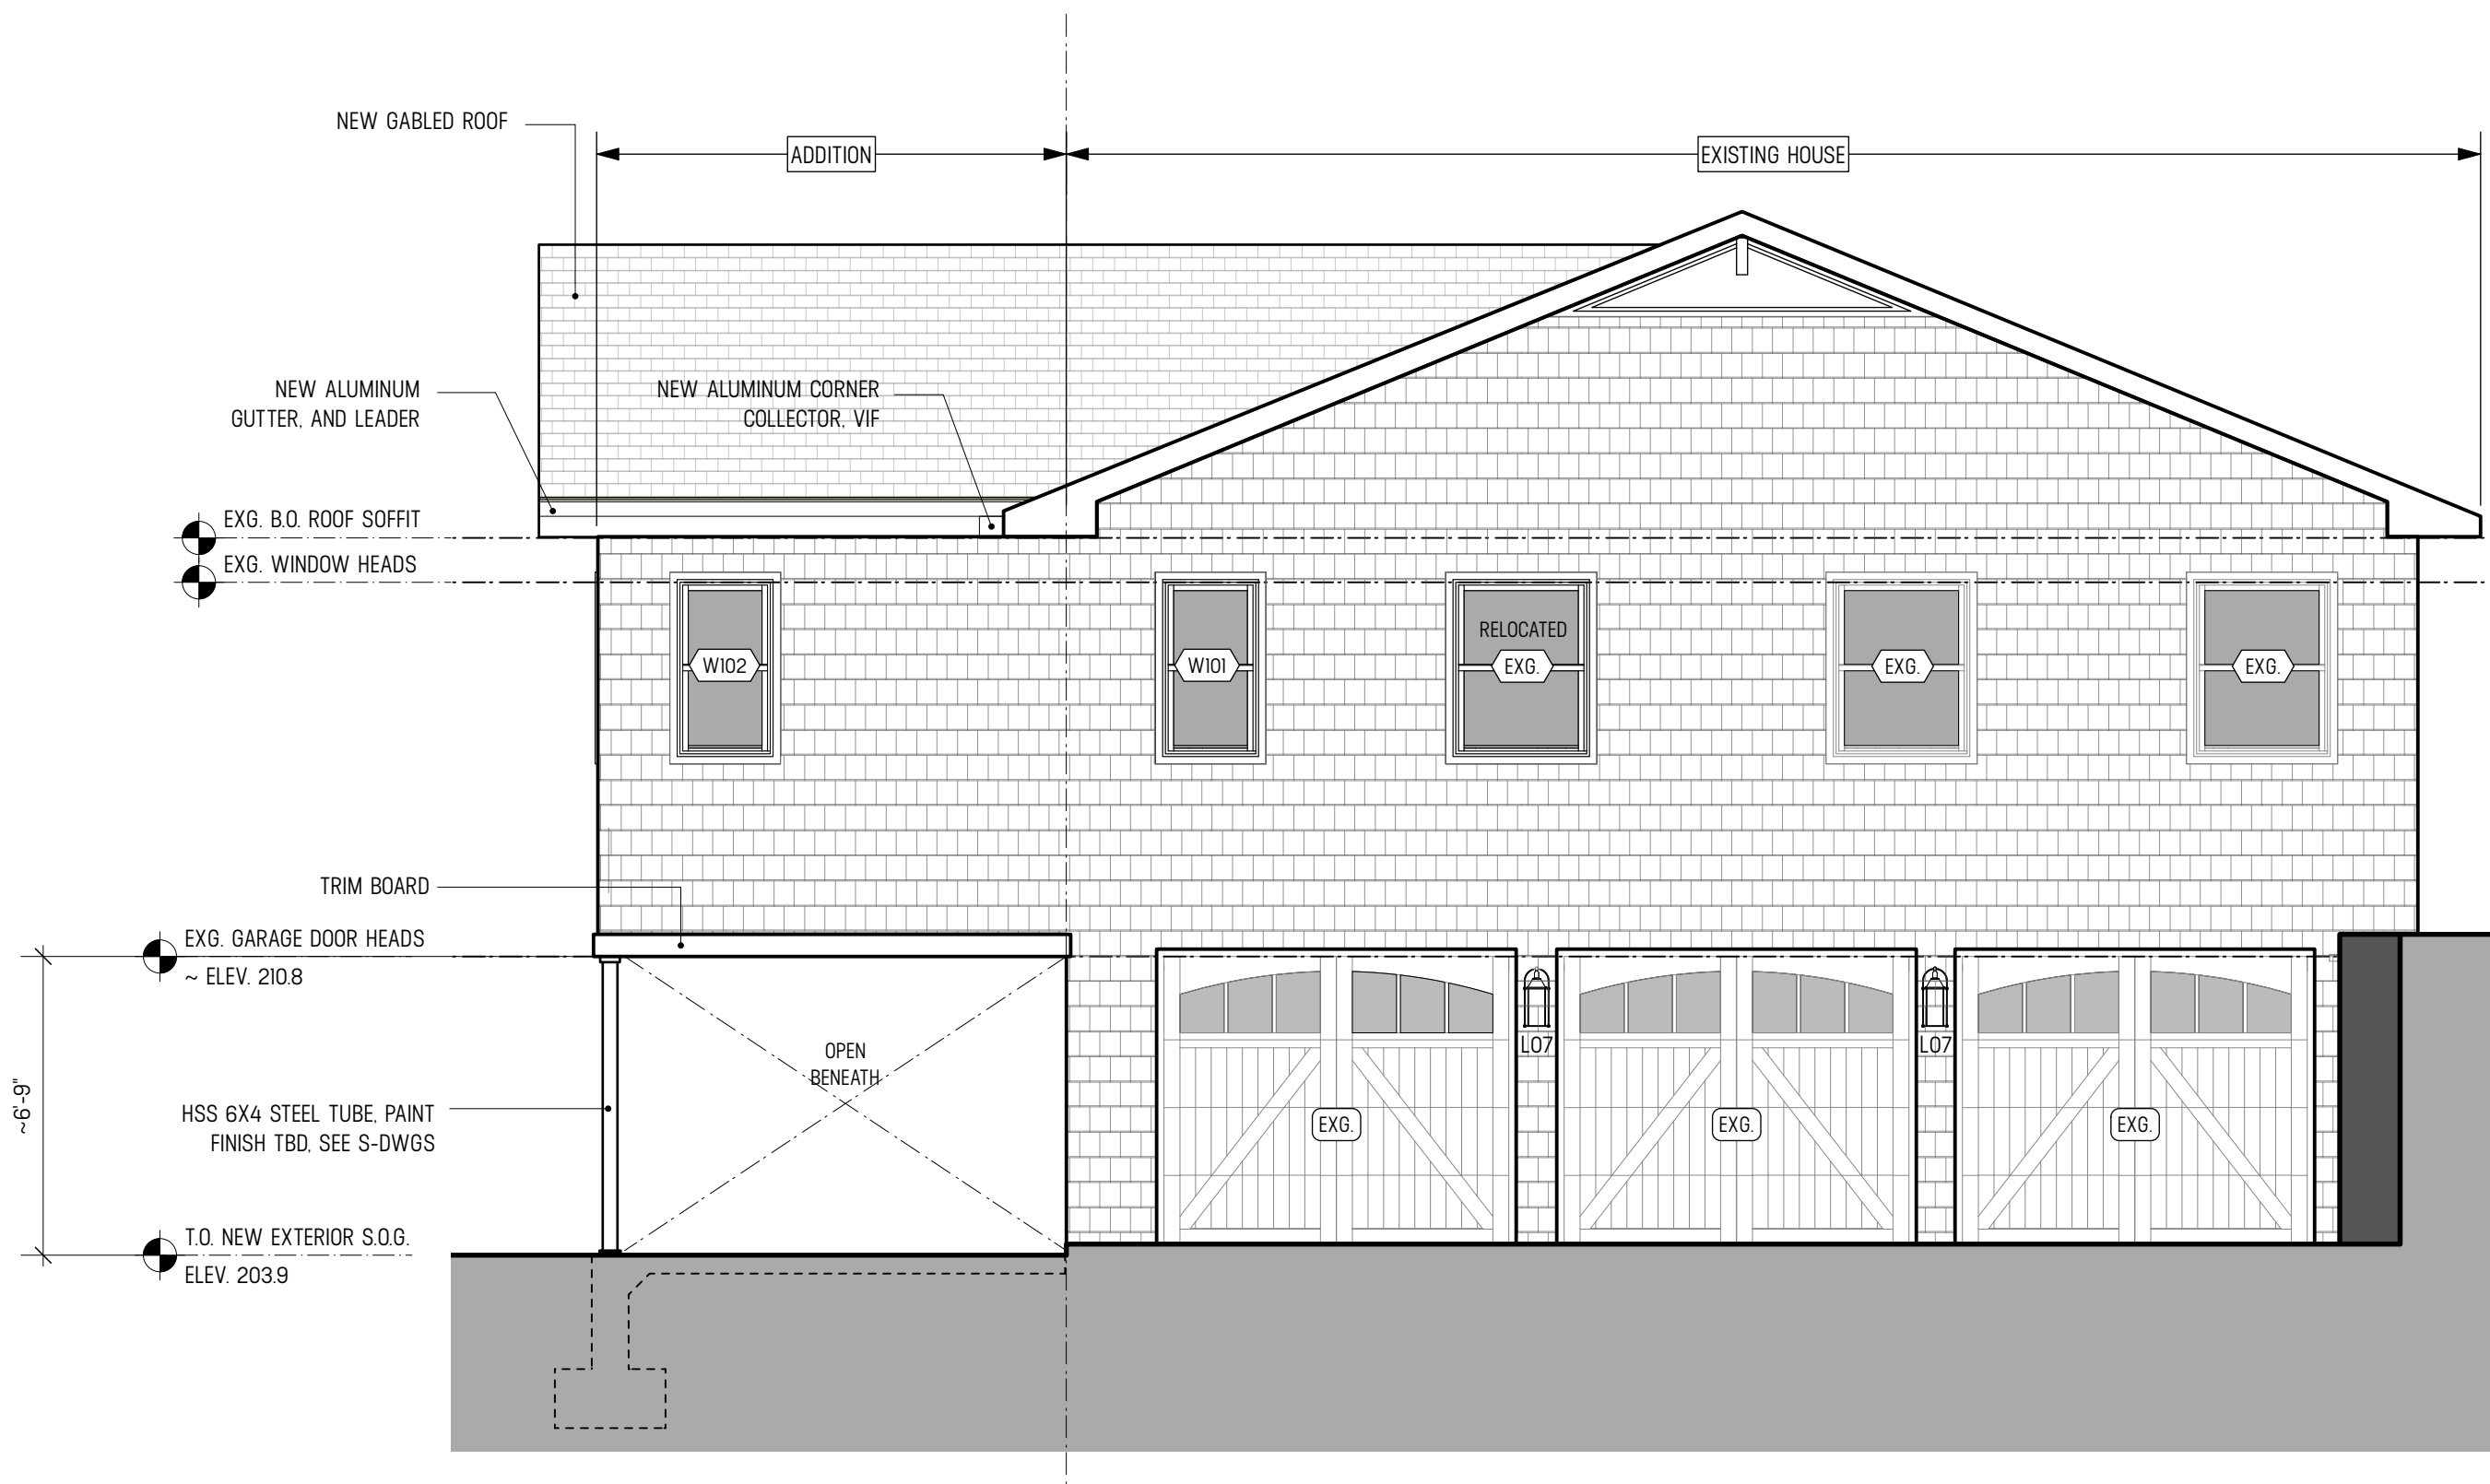 NEW GABLED ROOF
ADDITION
EXISTING HOUSE
NEW ALUMINUM
GUTTER, AND LEADER
NEW ALUMINUM CORNER
COLLECTOR, VIF
EXG. B.O. ROOF SOFFIT
EXG. WINDOW HEADS
RELOCATED
W102
W101
EXG.
EXG.
EXG.
TRIM BOARD
EXG. GARAGE DOOR HEADS
~ ELEV. 210.8
OPEN
BENEATH
L07
L07
~6'-9"
HSS 6X4 STEEL TUBE, PAINT
FINISH TBD, SEE S-DWGS
EXG.
EXG.
EXG.
T.O. NEW EXTERIOR S.O.G.
ELEV. 203.9